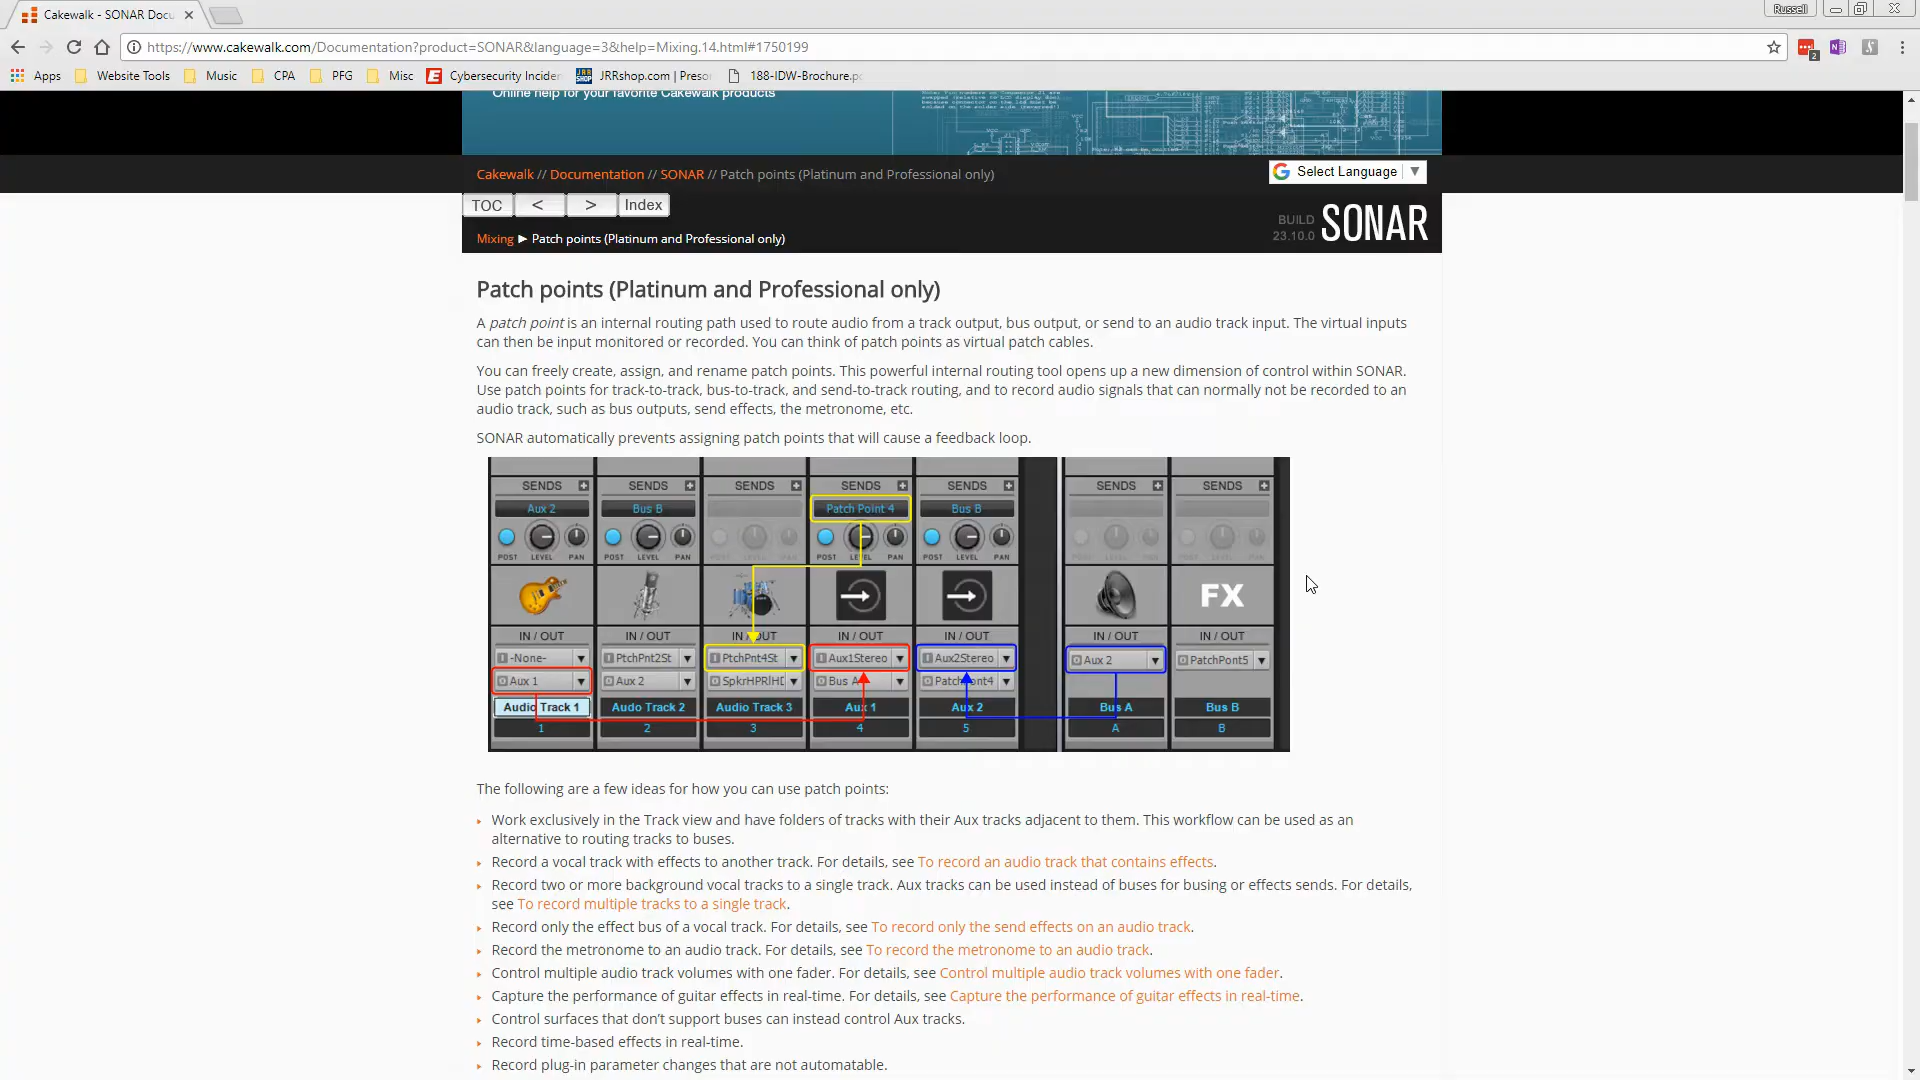 Cakewalk - SONAR Docu
Russell
https://www.cakewalk.com/Documentation?product=SONAR&language=3&help=Mixing.14.html#1750199
2
Apps Website Tools Music CPA PFG Misc Cybersecurity Inciden JRRshop.com | Preson 188-IDW-Brochure.pd
Online help for your favorite Cakewalk products
Cakewalk // Documentation // SONAR // Patch points (Platinum and Professional only)
Select Language ▼
TOC < > Index
BUILD 23.10.0 SONAR
Mixing ► Patch points (Platinum and Professional only)
Patch points (Platinum and Professional only)
A patch point is an internal routing path used to route audio from a track output, bus output, or send to an audio track input. The virtual inputs
can then be input monitored or recorded. You can think of patch points as virtual patch cables.
You can freely create, assign, and rename patch points. This powerful internal routing tool opens up a new dimension of control within SONAR.
Use patch points for track-to-track, bus-to-track, and send-to-track routing, and to record audio signals that can normally not be recorded to an
audio track, such as bus outputs, send effects, the metronome, etc.
SONAR automatically prevents assigning patch points that will cause a feedback loop.
SENDS SENDS SENDS SENDS SENDS SENDS SENDS
Aux 2 Bus B Patch Point 4 Bus B
POST LEVEL PAN POST LEVEL PAN POST LEVEL PAN POST LEVEL PAN POST LEVEL PAN POST LEVEL PAN POST LEVEL PAN
FX
IN / OUT IN / OUT IN / OUT IN / OUT IN / OUT IN / OUT IN / OUT
-None- PtchPnt2St PtchPnt4St Aux1Stereo Aux2Stereo Aux 2 PatchPont5
Aux 1 Aux 2 SpkrHPRlHD Bus A PatchPont4
Audio Track 1 Audo Track 2 Audio Track 3 Aux 1 Aux 2 Bus A Bus B
1 2 3 4 5 A B
The following are a few ideas for how you can use patch points:
Work exclusively in the Track view and have folders of tracks with their Aux tracks adjacent to them. This workflow can be used as an
alternative to routing tracks to buses.
Record a vocal track with effects to another track. For details, see To record an audio track that contains effects.
Record two or more background vocal tracks to a single track. Aux tracks can be used instead of buses for busing or effects sends. For details,
see To record multiple tracks to a single track.
Record only the effect bus of a vocal track. For details, see To record only the send effects on an audio track.
Record the metronome to an audio track. For details, see To record the metronome to an audio track.
Control multiple audio track volumes with one fader. For details, see Control multiple audio track volumes with one fader.
Capture the performance of guitar effects in real-time. For details, see Capture the performance of guitar effects in real-time.
Control surfaces that don't support buses can instead control Aux tracks.
Record time-based effects in real-time.
Record plug-in parameter changes that are not automatable.